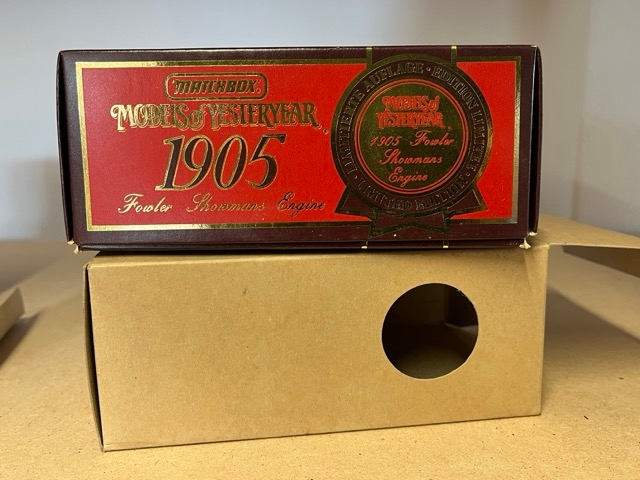 MATCHBOX
MODELS of YESTERYEAR
1905
Fowler Showmans Engine
LIMITIERTE AUFLAGE • EDITION LIMITÉE • LIMITED EDITION •
MODELS of
YESTERYEAR
1905 Fowler
Showmans
Engine